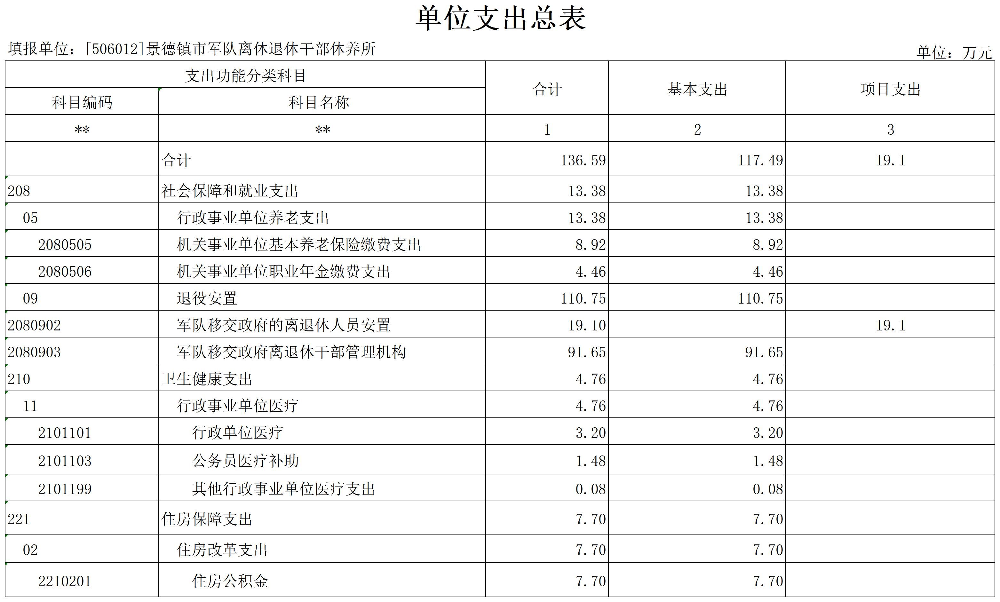 单位支出总表
填报单位：[506012]景德镇市军队离休退休干部休养所 单位：万元
支出功能分类科目 合计 基本支出 项目支出
科目编码 科目名称
** ** 1 2 3
合计 136.59 117.49 19.1
208 社会保障和就业支出 13.38 13.38
05 行政事业单位养老支出 13.38 13.38
2080505 机关事业单位基本养老保险缴费支出 8.92 8.92
2080506 机关事业单位职业年金缴费支出 4.46 4.46
09 退役安置 110.75 110.75
2080902 军队移交政府的离退休人员安置 19.10 19.1
2080903 军队移交政府离退休干部管理机构 91.65 91.65
210 卫生健康支出 4.76 4.76
11 行政事业单位医疗 4.76 4.76
2101101 行政单位医疗 3.20 3.20
2101103 公务员医疗补助 1.48 1.48
2101199 其他行政事业单位医疗支出 0.08 0.08
221 住房保障支出 7.70 7.70
02 住房改革支出 7.70 7.70
2210201 住房公积金 7.70 7.70